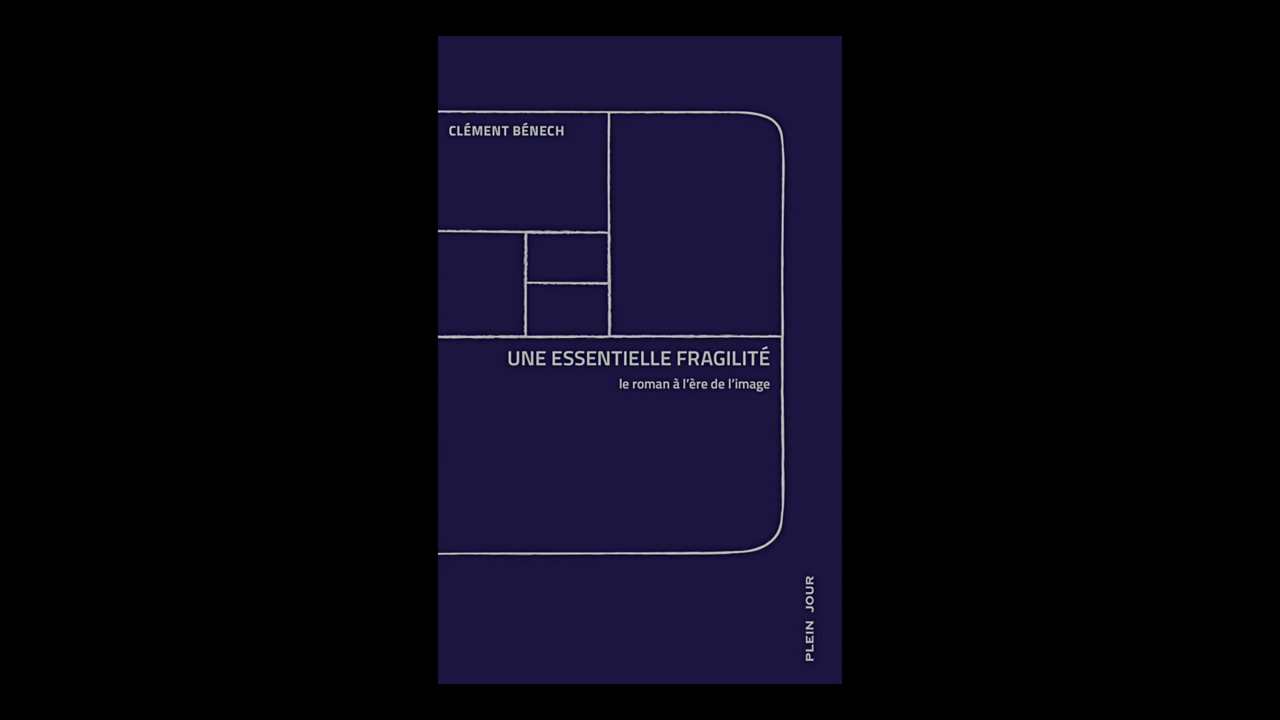 CLÉMENT BÉNECH
UNE ESSENTIELLE FRAGILITÉ
le roman à l'ère de l'image
PLEIN JOUR